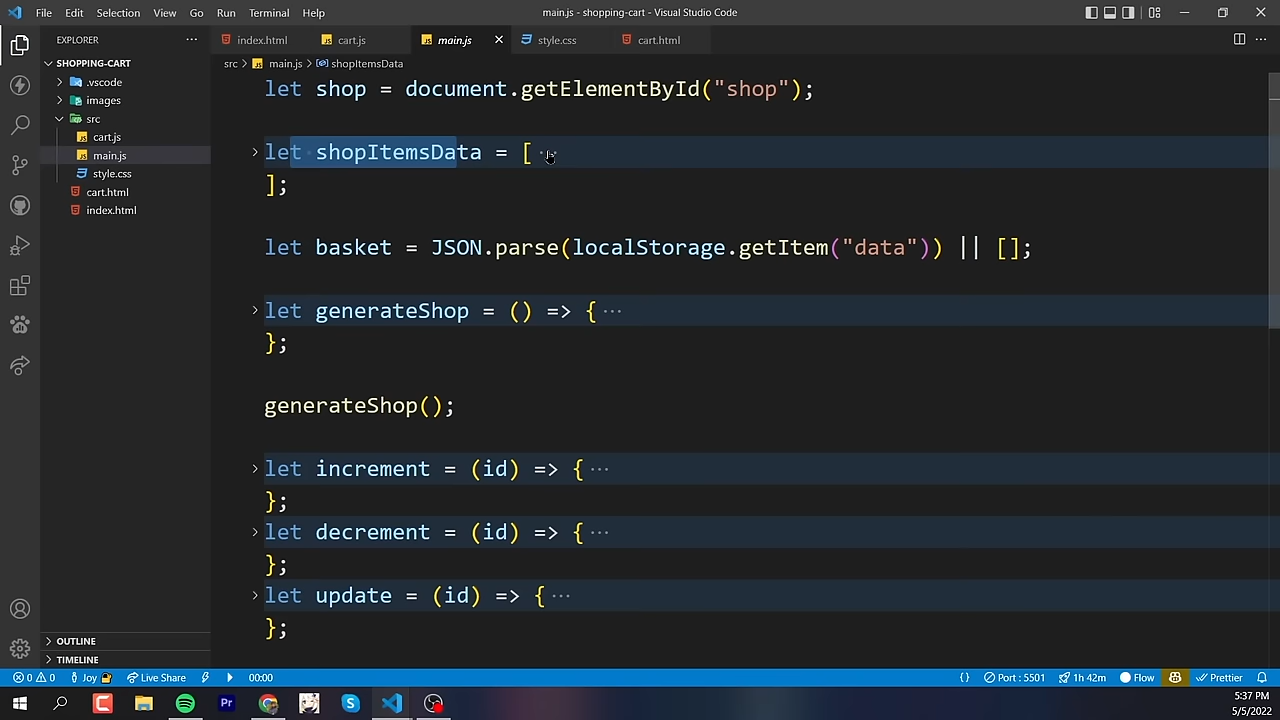 File Edit Selection View Go Run Terminal Help
main.js - shopping-cart - Visual Studio Code
EXPLORER ···
index.html
cart.js
main.js
style.css
cart.html
SHOPPING-CART
src > main.js > shopItemsData
.vscode
images
src
cart.js
main.js
style.css
cart.html
index.html
let shop = document.getElementById("shop");
let shopItemsData = [
];
let basket = JSON.parse(localStorage.getItem("data")) || [];
let generateShop = () => {···
};
generateShop();
let increment = (id) => {···
};
let decrement = (id) => {···
};
let update = (id) => {···
};
OUTLINE
TIMELINE
0 0 Joy Live Share 00:00 {} Port : 5501 1h 42m Flow Prettier
Pr
5:37 PM
5/5/2022